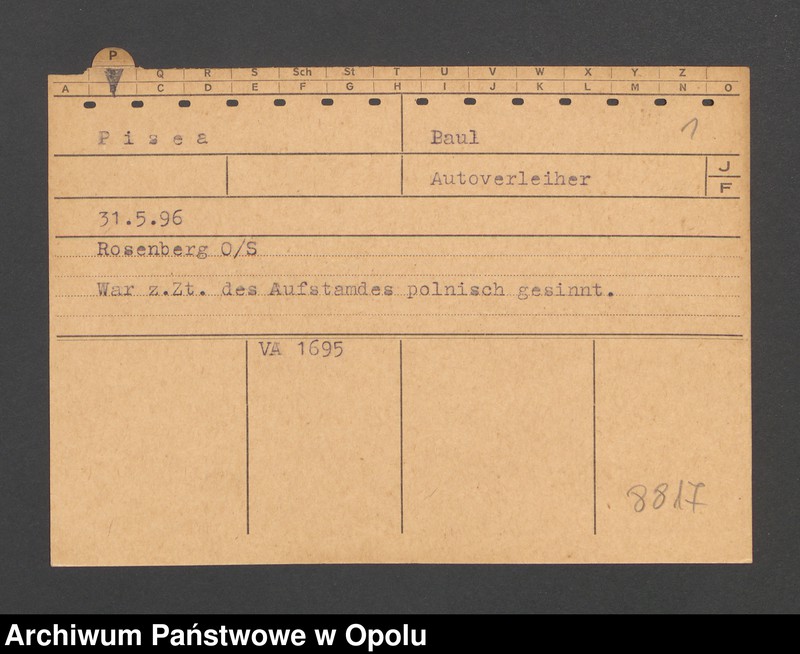 P
P Q R S Sch St T U V W X Y Z
A B C D E F G H I J K L M N O
Pisea Baul 1
Autoverleiher J
F
31.5.96
Rosenberg O/S
War z.Zt. des Aufstamdes polnisch gesinnt.
VA 1695
8817
Archiwum Państwowe w Opolu